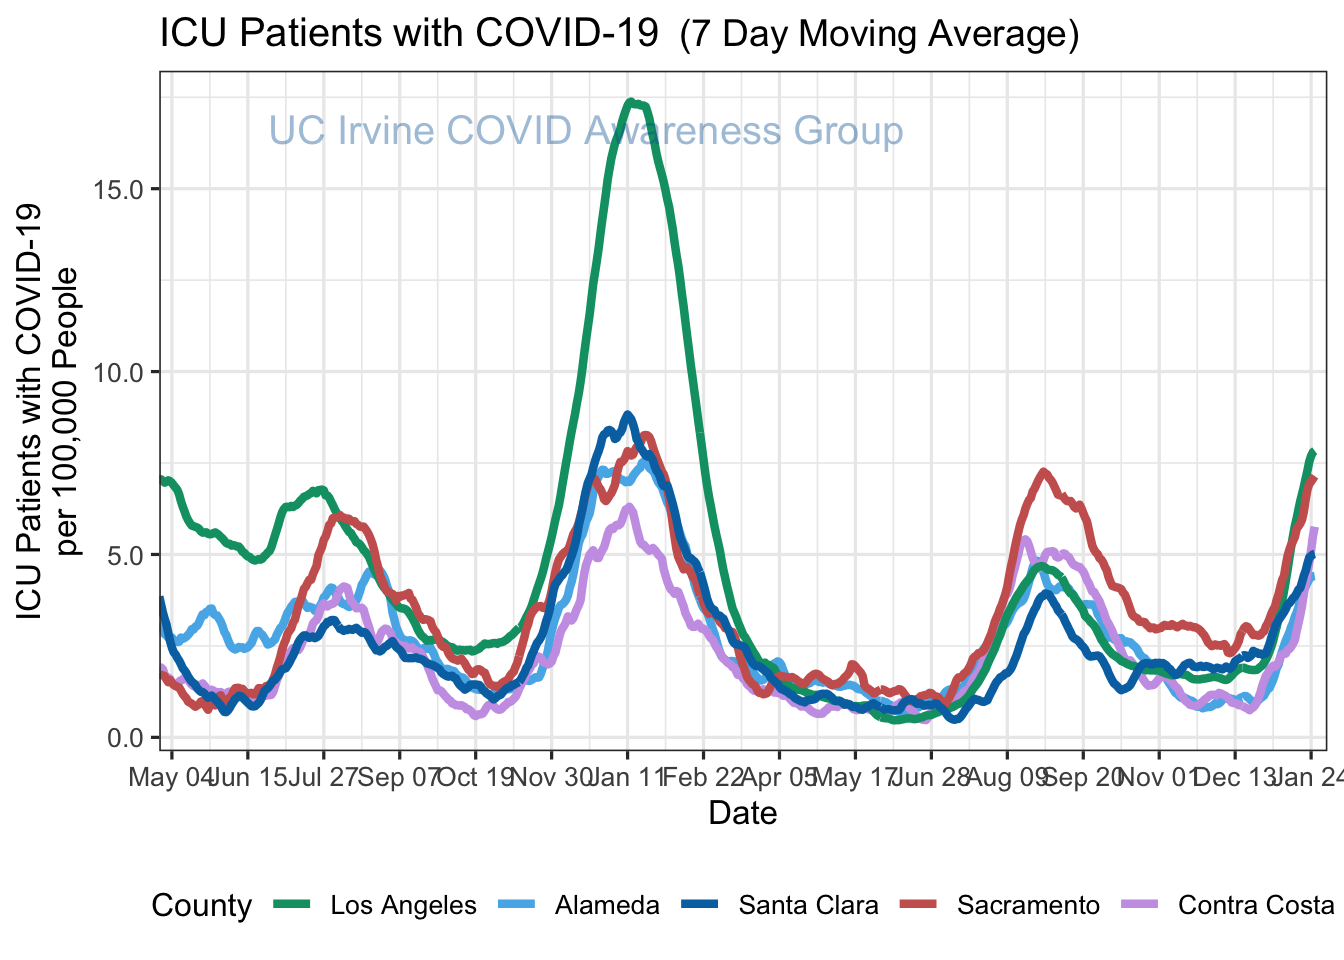 ICU Patients with COVID-19 (7 Day Moving Average)
UC Irvine COVID Awareness Group
ICU Patients with COVID-19
per 100,000 People
15.0
10.0
5.0
0.0
May 04 Jun 15 Jul 27 Sep 07 Oct 19 Nov 30 Jan 11 Feb 22 Apr 05 May 17 Jun 28 Aug 09 Sep 20 Nov 01 Dec 13 Jan 24
Date
County Los Angeles Alameda Santa Clara Sacramento Contra Costa